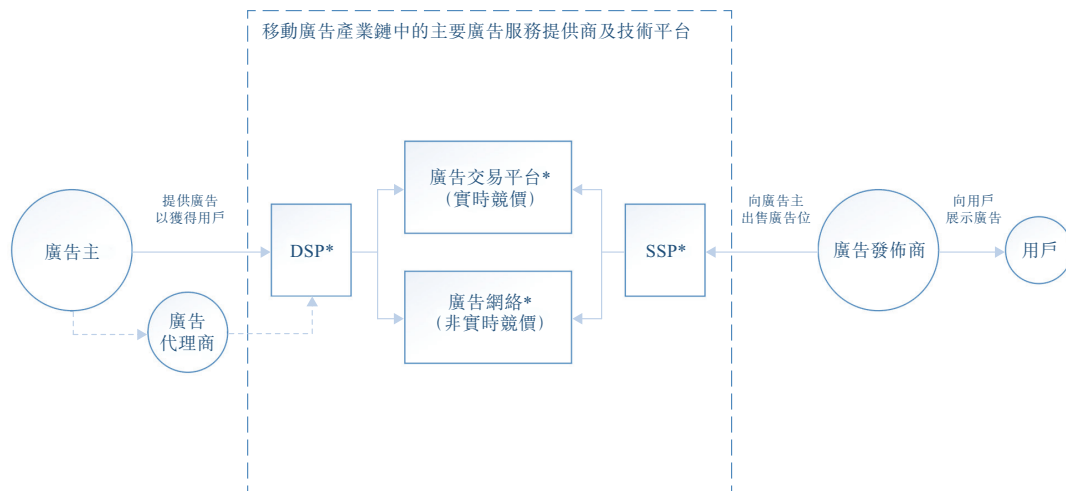 移動廣告產業鏈中的主要廣告服務提供商及技術平台
廣告主
提供廣告
以獲得用戶
廣告
代理商
DSP*
廣告交易平台*
(實時競價)
廣告網絡*
(非實時競價)
SSP*
向廣告主
出售廣告位
廣告發佈商
向用戶
展示廣告
用戶